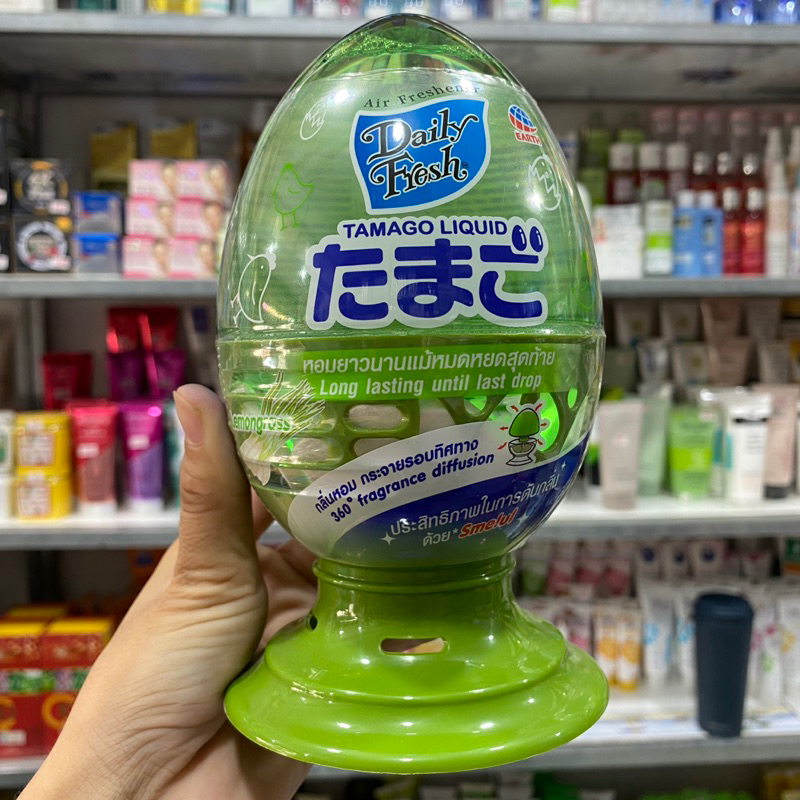 Air Freshener
Daily
Fresh
EARTH
TAMAGO LIQUID
たまご
หอมยาวนานแม้หมดหยดสุดท้าย
Long lasting until last drop
emongrass
กลิ่นหอม กระจายรอบทิศทาง
360° fragrance diffusion
ประสิทธิภาพในการดับกลิ่น
ด้วย *Smelul